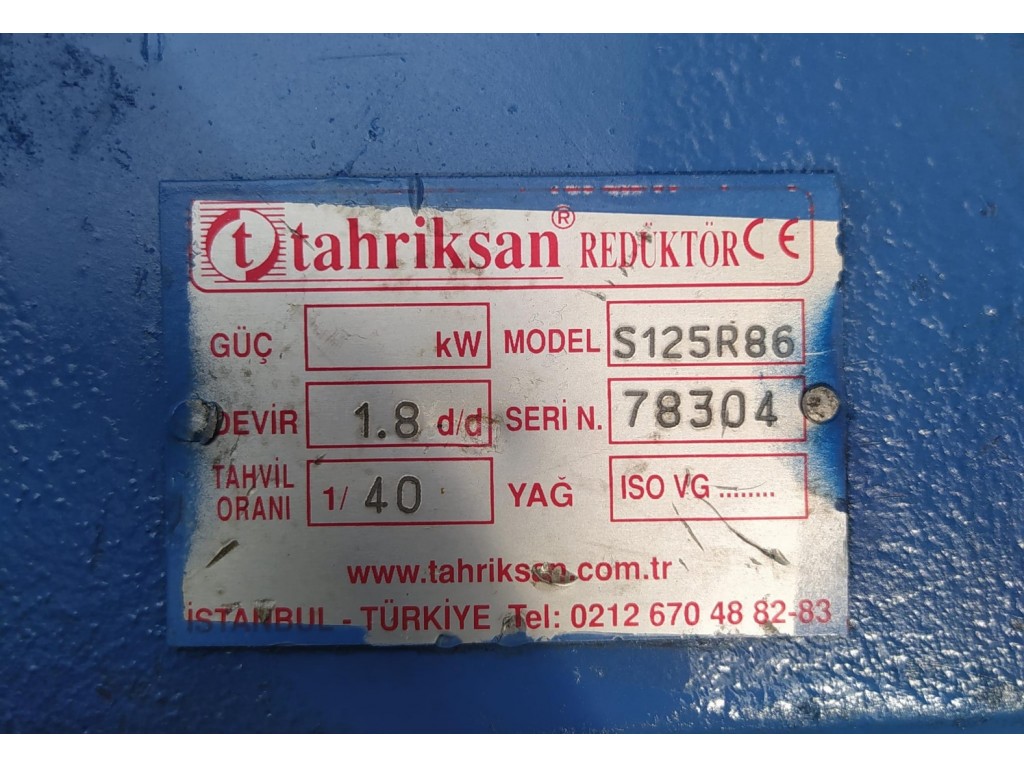 t tahriksan® REDÜKTÖR CE
GÜÇ kW MODEL S125R86
DEVİR 1.8 d/d SERİ N. 78304
TAHVİL
ORANI 1/ 40 YAĞ ISO VG ........
www.tahriksan.com.tr
İSTANBUL - TÜRKİYE Tel: 0212 670 48 82-83